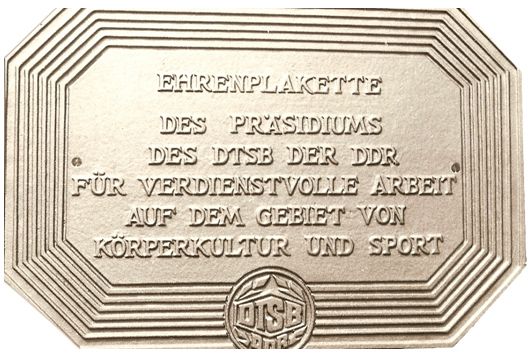 EHRENPLAKETTE
DES PRÄSIDIUMS
DES DTSB DER DDR
FÜR VERDIENSTVOLLE ARBEIT
AUF DEM GEBIET VON
KÖRPERKULTUR UND SPORT
DTSB
DDR